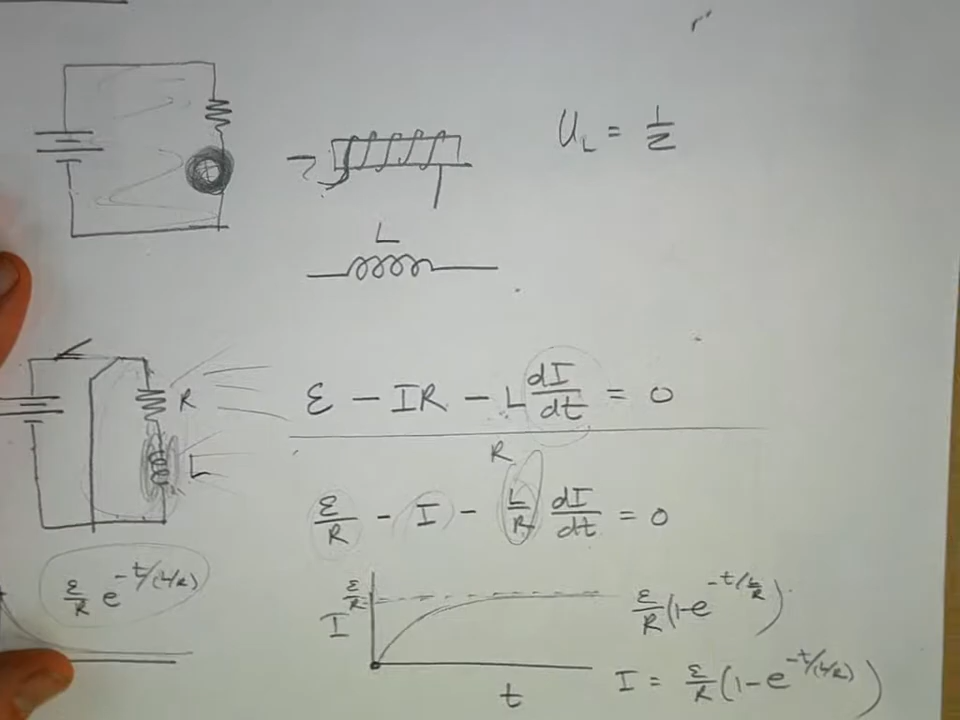 U_L = 1/2
L
R
L
ε - IR - L dI/dt = 0
R
ε/R - I - L/R dI/dt = 0
ε/R e^-t/(L/R)
ε/R
I
t
ε/R (1-e^-t/(L/R))
I = ε/R (1-e^-t/(L/R))